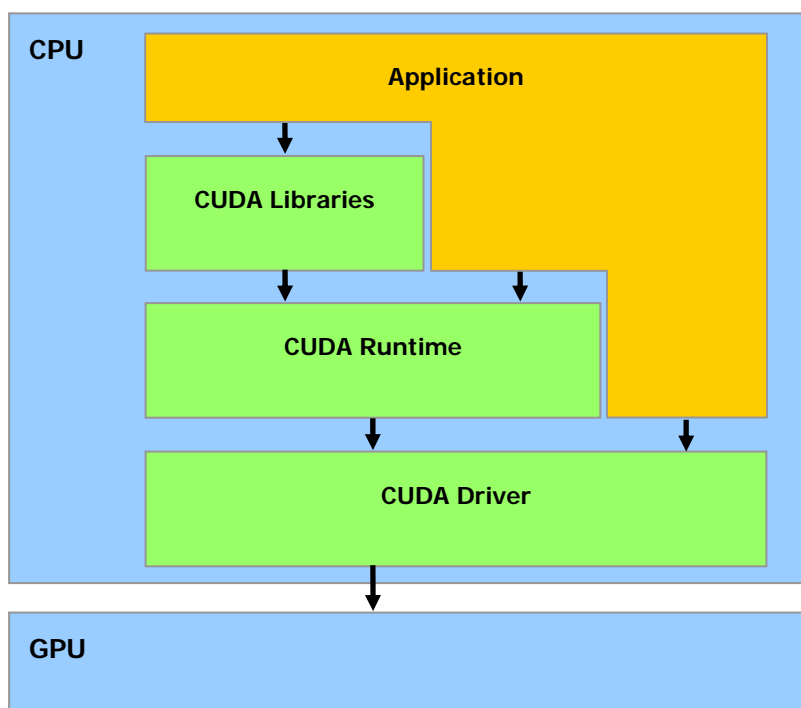 CPU
Application
CUDA Libraries
CUDA Runtime
CUDA Driver
GPU